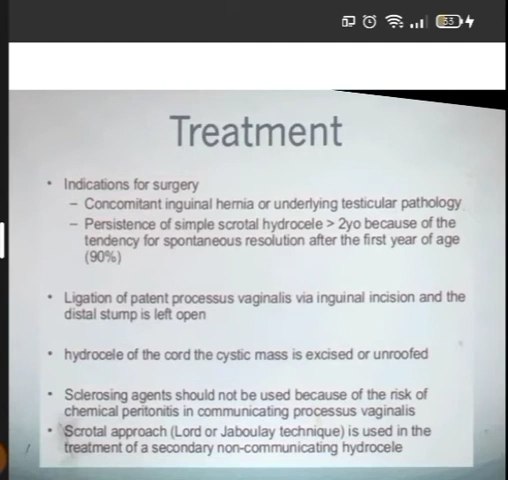 53
Treatment
• Indications for surgery
– Concomitant inguinal hernia or underlying testicular pathology
– Persistence of simple scrotal hydrocele > 2yo because of the
tendency for spontaneous resolution after the first year of age
(90%)
• Ligation of patent processus vaginalis via inguinal incision and the
distal stump is left open
• hydrocele of the cord the cystic mass is excised or unroofed
• Sclerosing agents should not be used because of the risk of
chemical peritonitis in communicating processus vaginalis
• Scrotal approach (Lord or Jaboulay technique) is used in the
treatment of a secondary non-communicating hydrocele